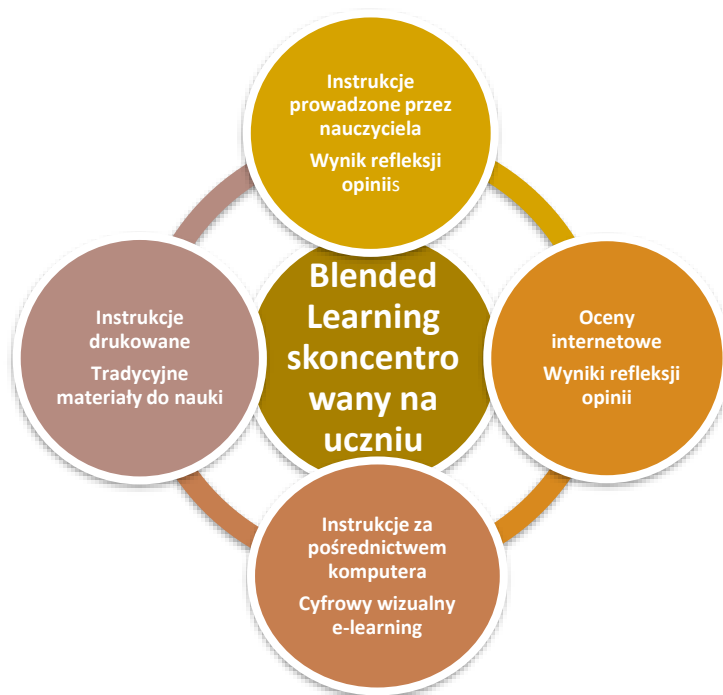 Instrukcje
prowadzone przez
nauczyciela
Wynik refleksji
opiniis
Instrukcje
drukowane
Tradycyjne
materiały do nauki
Blended
Learning
skoncentro
wany na
uczniu
Oceny
internetowe
Wyniki refleksji
opinii
Instrukcje za
pośrednictwem
komputera
Cyfrowy wizualny
e-learning